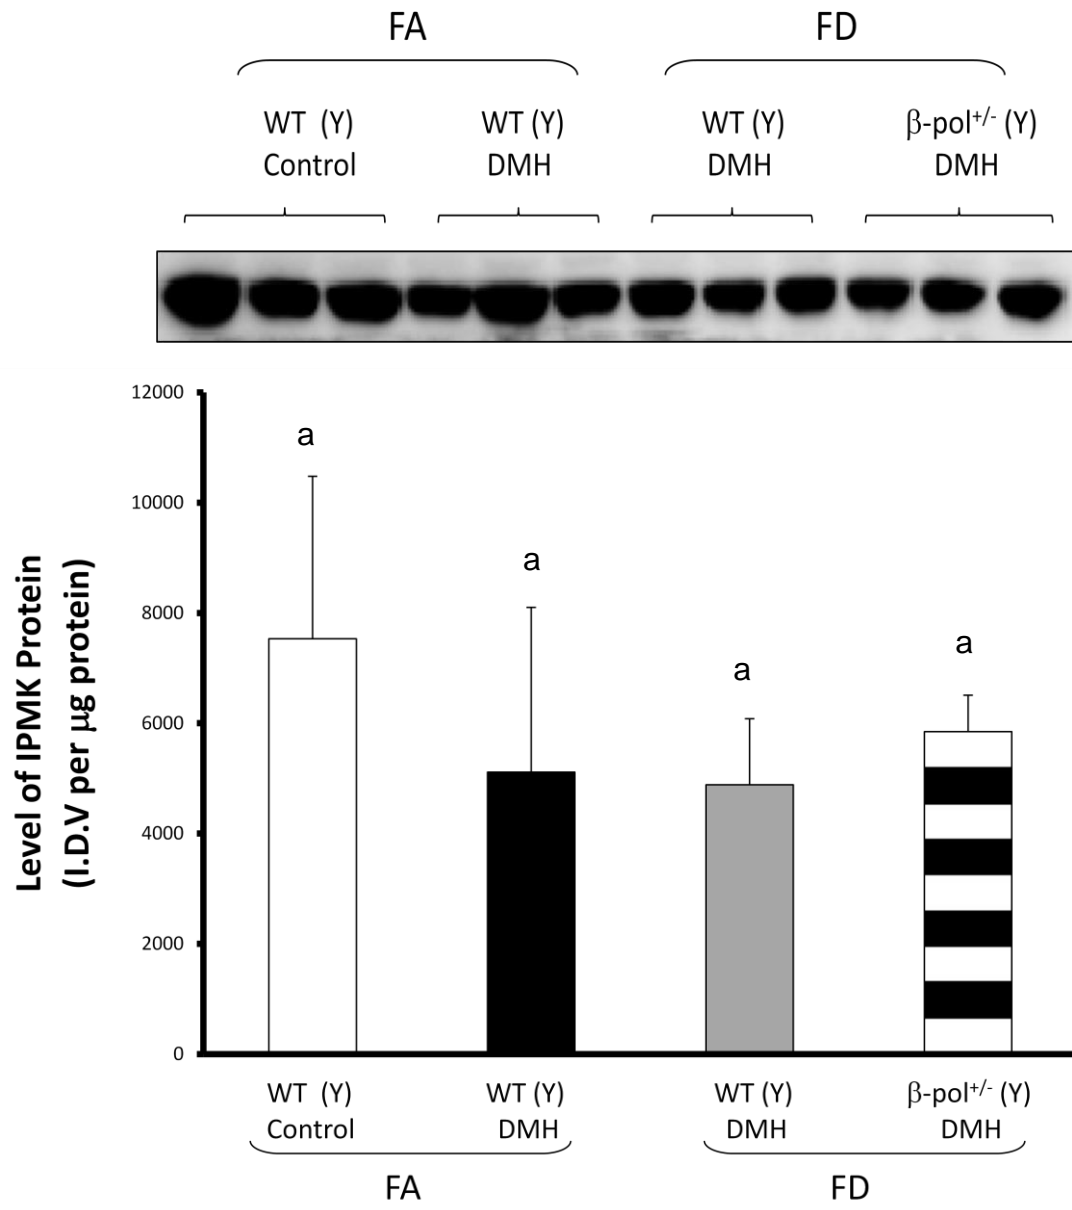 FA FD
WT (Y) WT (Y) WT (Y) β-pol+/- (Y)
Control DMH DMH DMH
12000
10000
8000
6000
4000
2000
0
a
a
a
a
Level of IPMK Protein
(I.D.V per µg protein)
WT (Y) WT (Y) WT (Y) β-pol+/- (Y)
Control DMH DMH DMH
FA FD